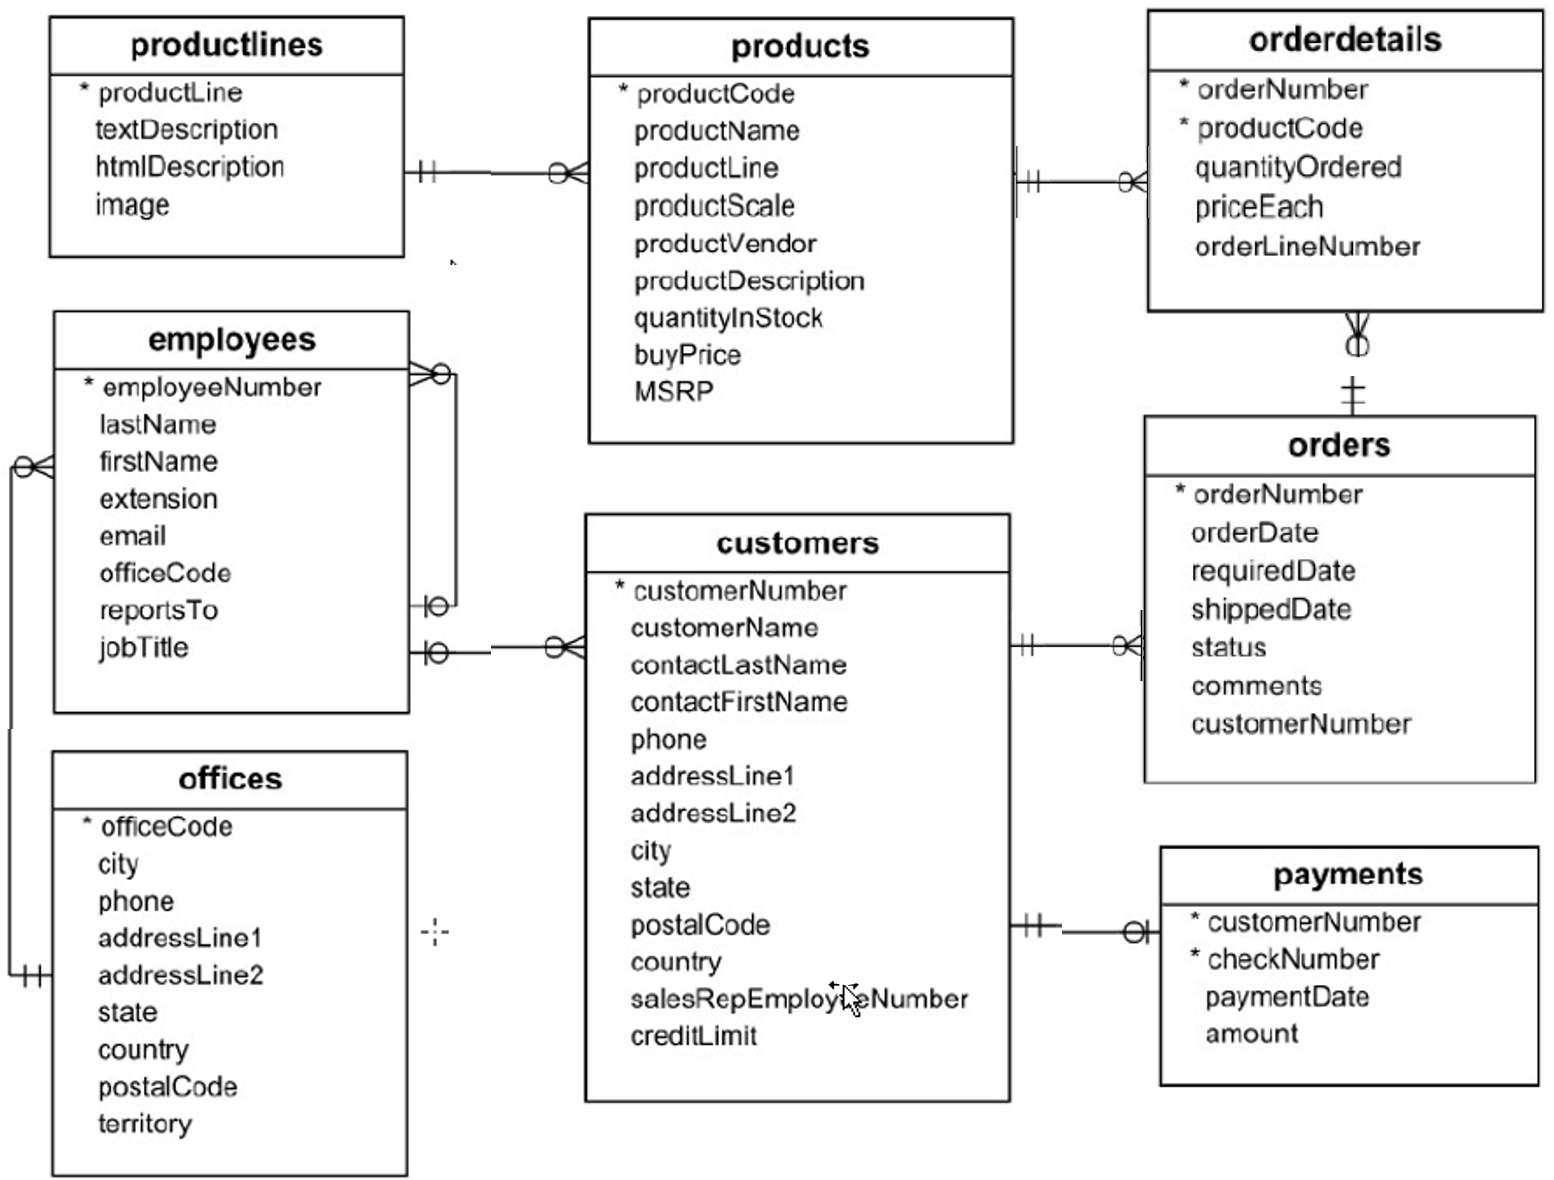 productlines
* productLine
textDescription
htmlDescription
image
products
* productCode
productName
productLine
productScale
productVendor
productDescription
quantityInStock
buyPrice
MSRP
orderdetails
* orderNumber
* productCode
quantityOrdered
priceEach
orderLineNumber
employees
* employeeNumber
lastName
firstName
extension
email
officeCode
reportsTo
jobTitle
customers
* customerNumber
customerName
contactLastName
contactFirstName
phone
addressLine1
addressLine2
city
state
postalCode
country
salesRepEmployeeNumber
creditLimit
orders
* orderNumber
orderDate
requiredDate
shippedDate
status
comments
customerNumber
offices
* officeCode
city
phone
addressLine1
addressLine2
state
country
postalCode
territory
payments
* customerNumber
* checkNumber
paymentDate
amount